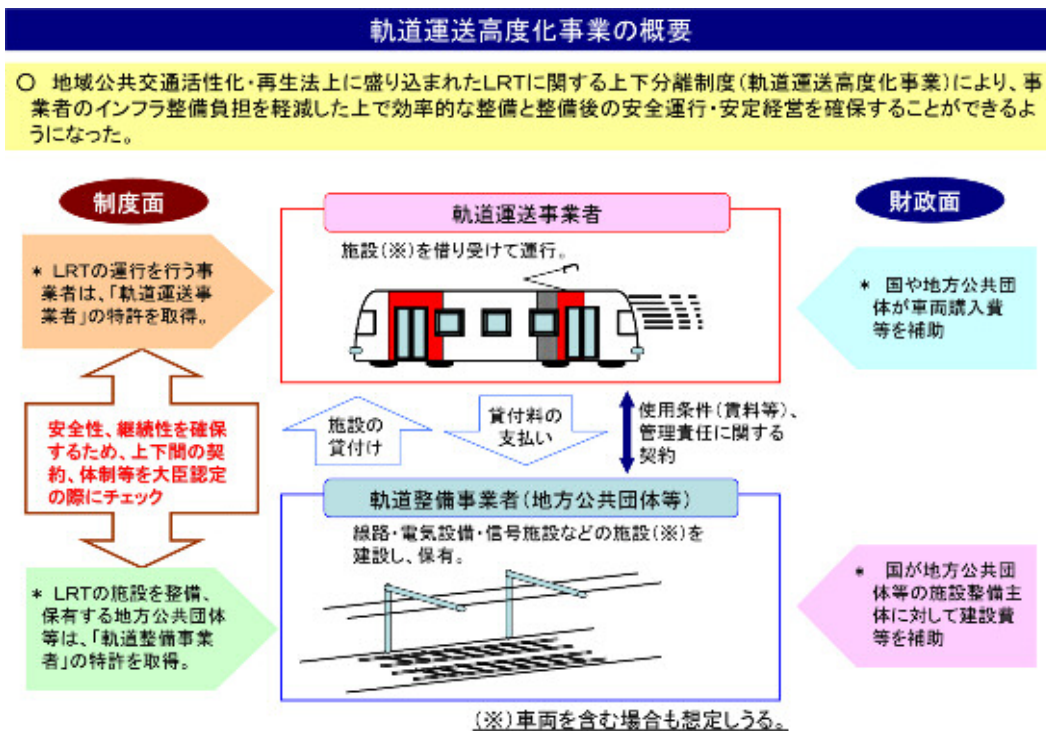 軌道運送高度化事業の概要
○ 地域公共交通活性化・再生法上に盛り込まれたLRTに関する上下分離制度(軌道運送高度化事業)により、事
業者のインフラ整備負担を軽減した上で効率的な整備と整備後の安全運行・安定経営を確保することができるよ
うになった。
制度面
* LRTの運行を行う事
業者は、「軌道運送事
業者」の特許を取得。
安全性、継続性を確保
するため、上下間の契
約、体制等を大臣認定
の際にチェック
* LRTの施設を整備、
保有する地方公共団体
等は、「軌道整備事業
者」の特許を取得。
軌道運送事業者
施設(※)を借り受けて運行。
施設の
貸付け
貸付料の
支払い
使用条件(賃料等)、
管理責任に関する
契約
軌道整備事業者(地方公共団体等)
線路・電気設備・信号施設などの施設(※)を
建設し、保有。
(※)車両を含む場合も想定しうる。
財政面
* 国や地方公共団
体が車両購入費
等を補助
* 国が地方公共団
体等の施設整備主
体に対して建設費
等を補助